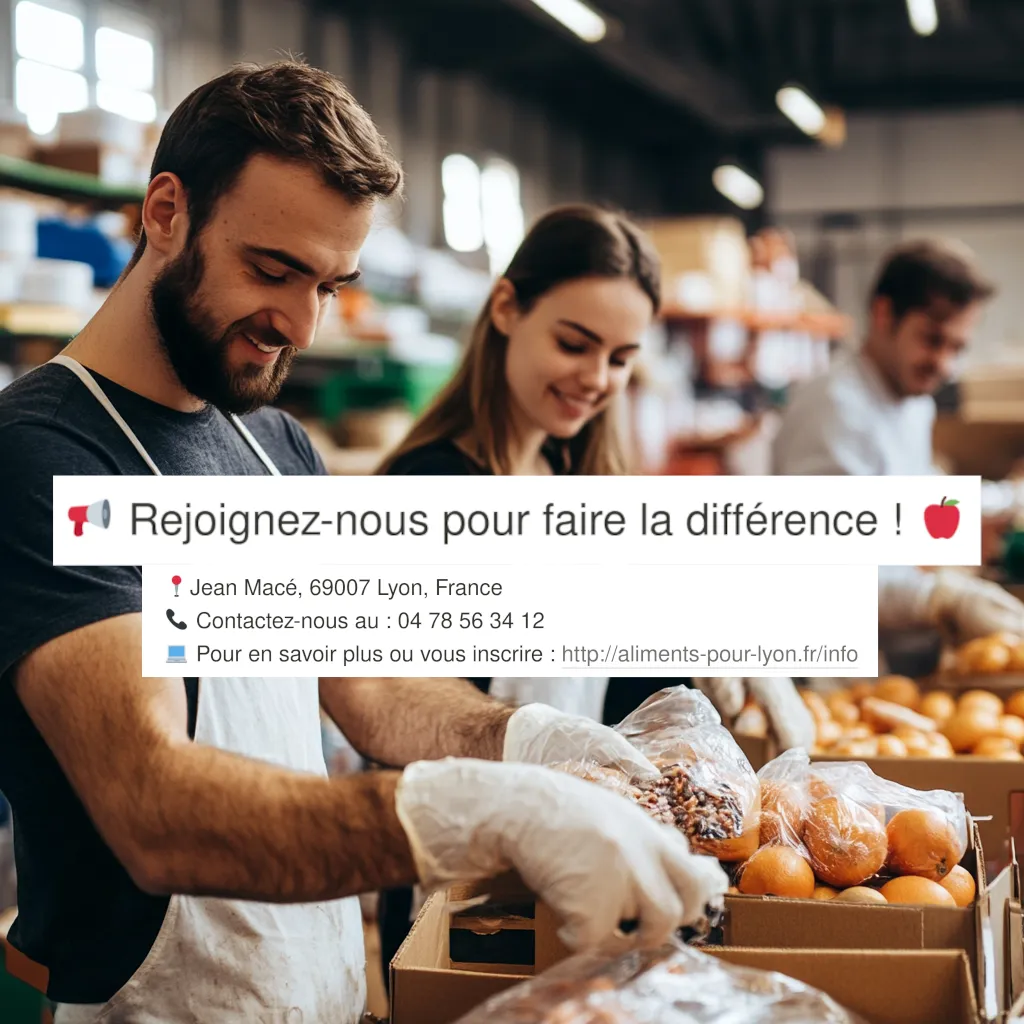 📢 Rejoignez-nous pour faire la différence ! 🍎
📍Jean Macé, 69007 Lyon, France
📞 Contactez-nous au : 04 78 56 34 12
💻 Pour en savoir plus ou vous inscrire : http://aliments-pour-lyon.fr/info